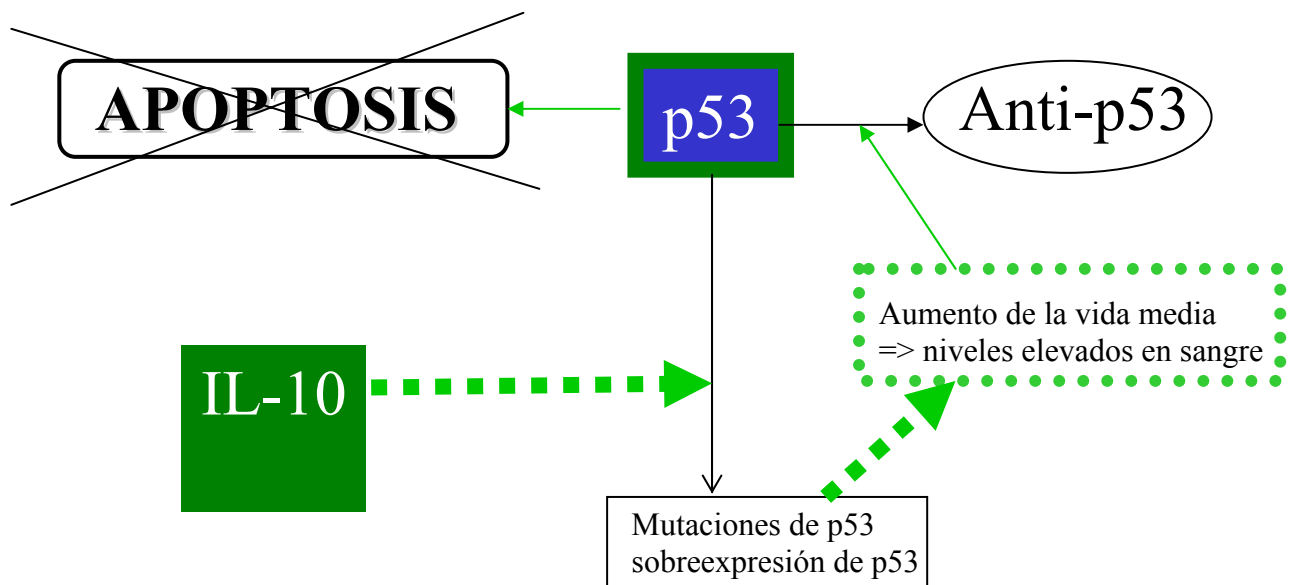 APOPTOSIS
p53
Anti-p53
Aumento de la vida media
=> niveles elevados en sangre
IL-10
Mutaciones de p53
sobreexpresión de p53